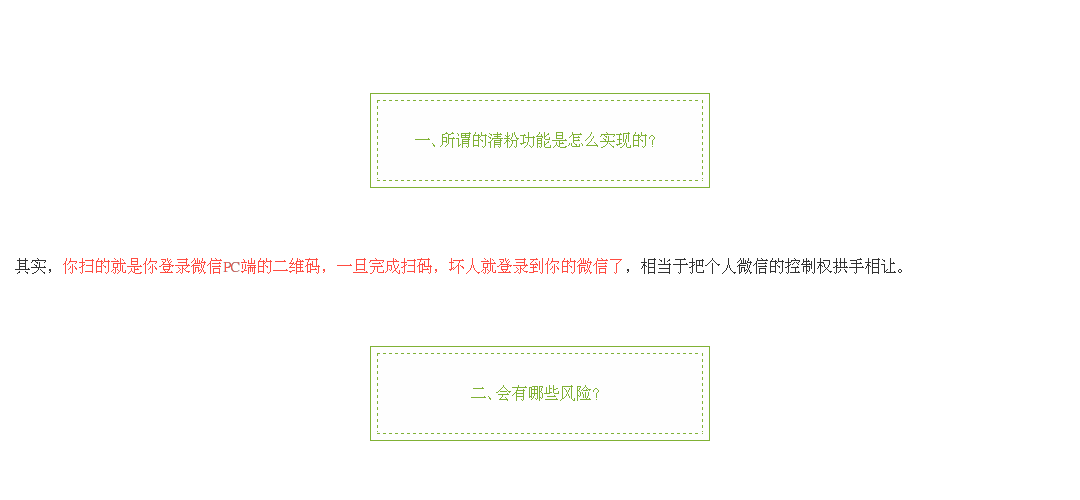 一、所谓的清粉功能是怎么实现的?
其实，你扫的就是你登录微信PC端的二维码，一旦完成扫码，坏人就登录到你的微信了，相当于把个人微信的控制权拱手相让。
二、会有哪些风险?